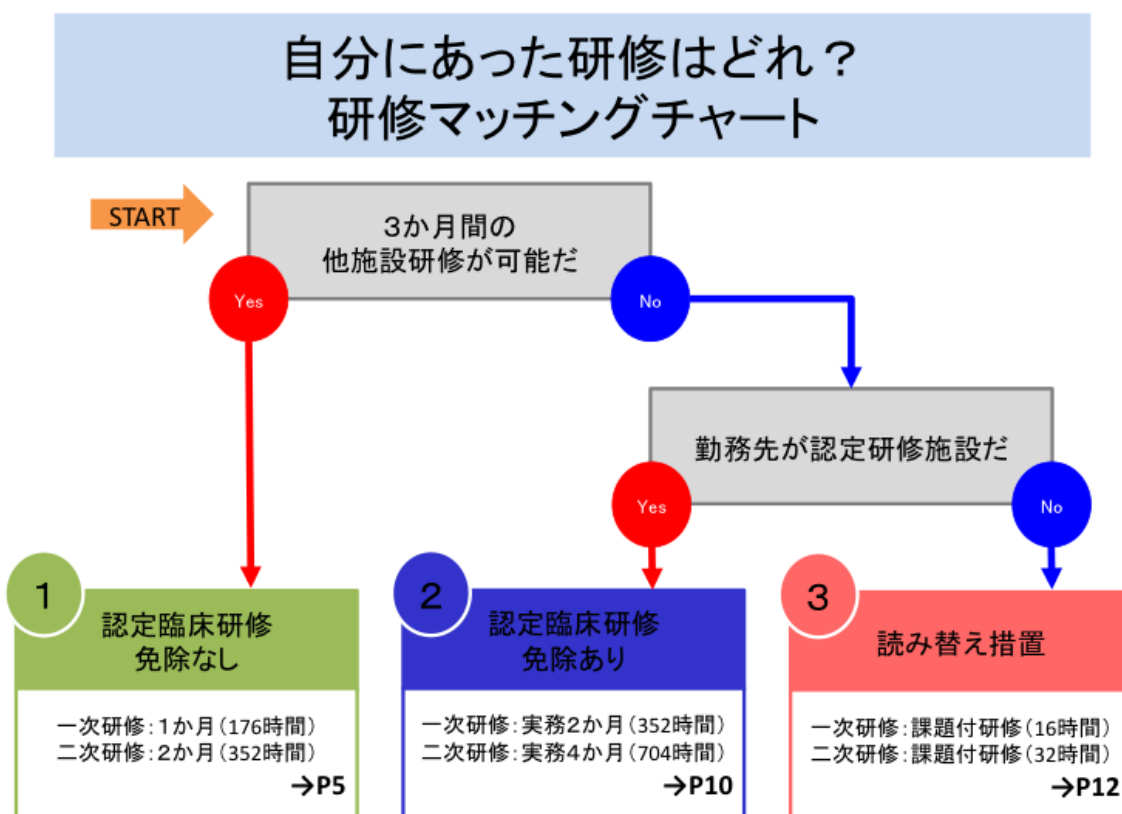 自分にあった研修はどれ?
研修マッチングチャート
START
3か月間の
他施設研修が可能だ
Yes
No
勤務先が認定研修施設だ
Yes
No
1
認定臨床研修
免除なし
一次研修:1か月(176時間)
二次研修:2か月(352時間)
→P5
2
認定臨床研修
免除あり
一次研修:実務2か月(352時間)
二次研修:実務4か月(704時間)
→P10
3
読み替え措置
一次研修:課題付研修(16時間)
二次研修:課題付研修(32時間)
→P12